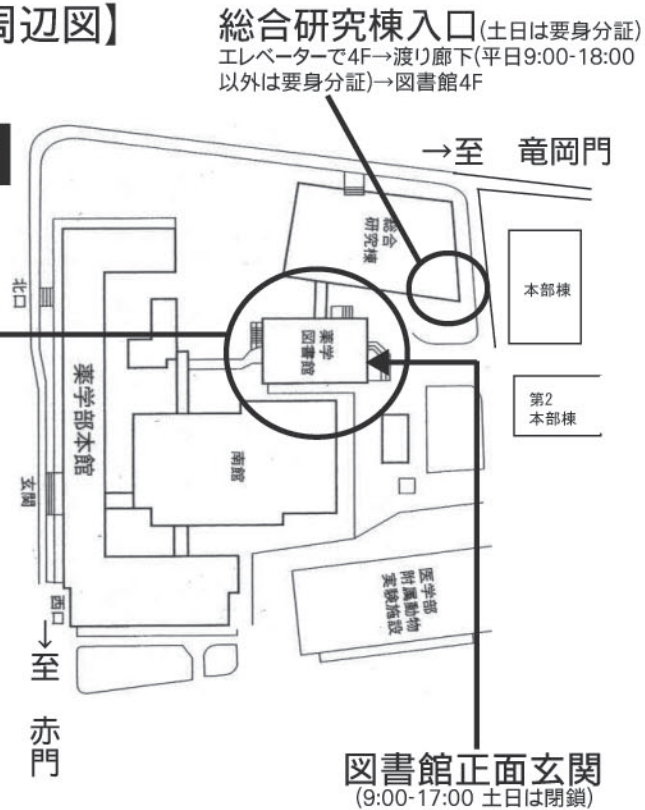 周辺図】
総合研究棟入口(土日は要身分証)
エレベーターで4F→渡り廊下(平日9:00-18:00
以外は要身分証)→図書館4F
→至　竜岡門
総合
研究棟
本部棟
北口
薬学
図書館
第2
本部棟
薬学部本館
南館
玄関
医学部
附属動物
実験施設
西口
→至　赤門
図書館正面玄関
(9:00-17:00 土日は閉鎖)